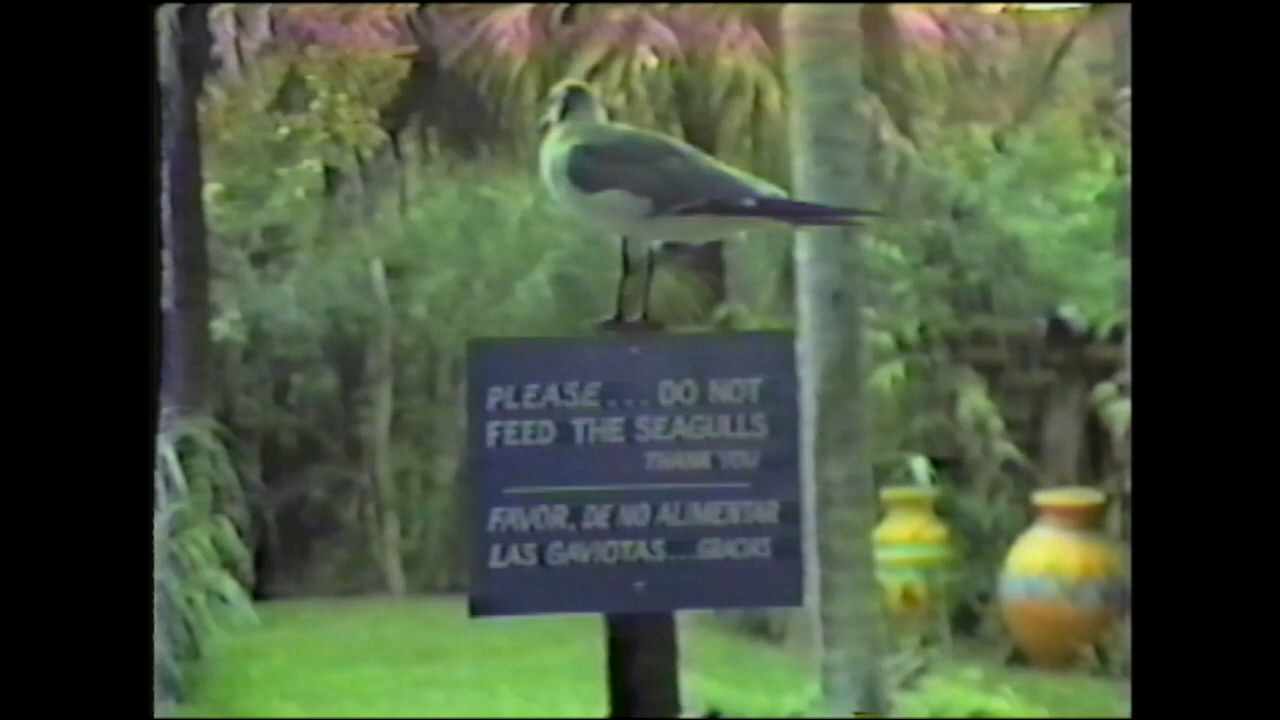 PLEASE... DO NOT
FEED THE SEAGULLS
THANK YOU
FAVOR, DE NO ALIMENTAR
LAS GAVIOTAS...GRACIAS